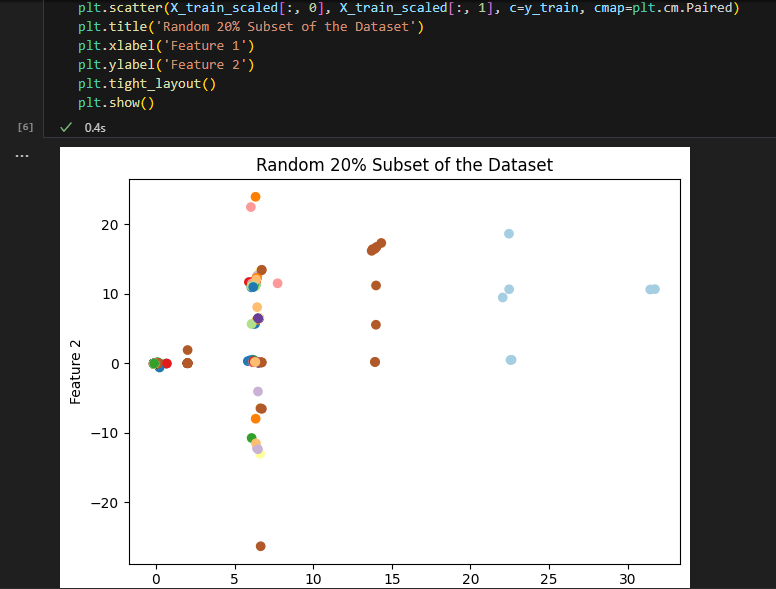 plt.scatter(X_train_scaled[:, 0], X_train_scaled[:, 1], c=y_train, cmap=plt.cm.Paired)
plt.title('Random 20% Subset of the Dataset')
plt.xlabel('Feature 1')
plt.ylabel('Feature 2')
plt.tight_layout()
plt.show()
[6]
0.4s
...
Random 20% Subset of the Dataset
20
10
0
−10
−20
Feature 2
0 5 10 15 20 25 30